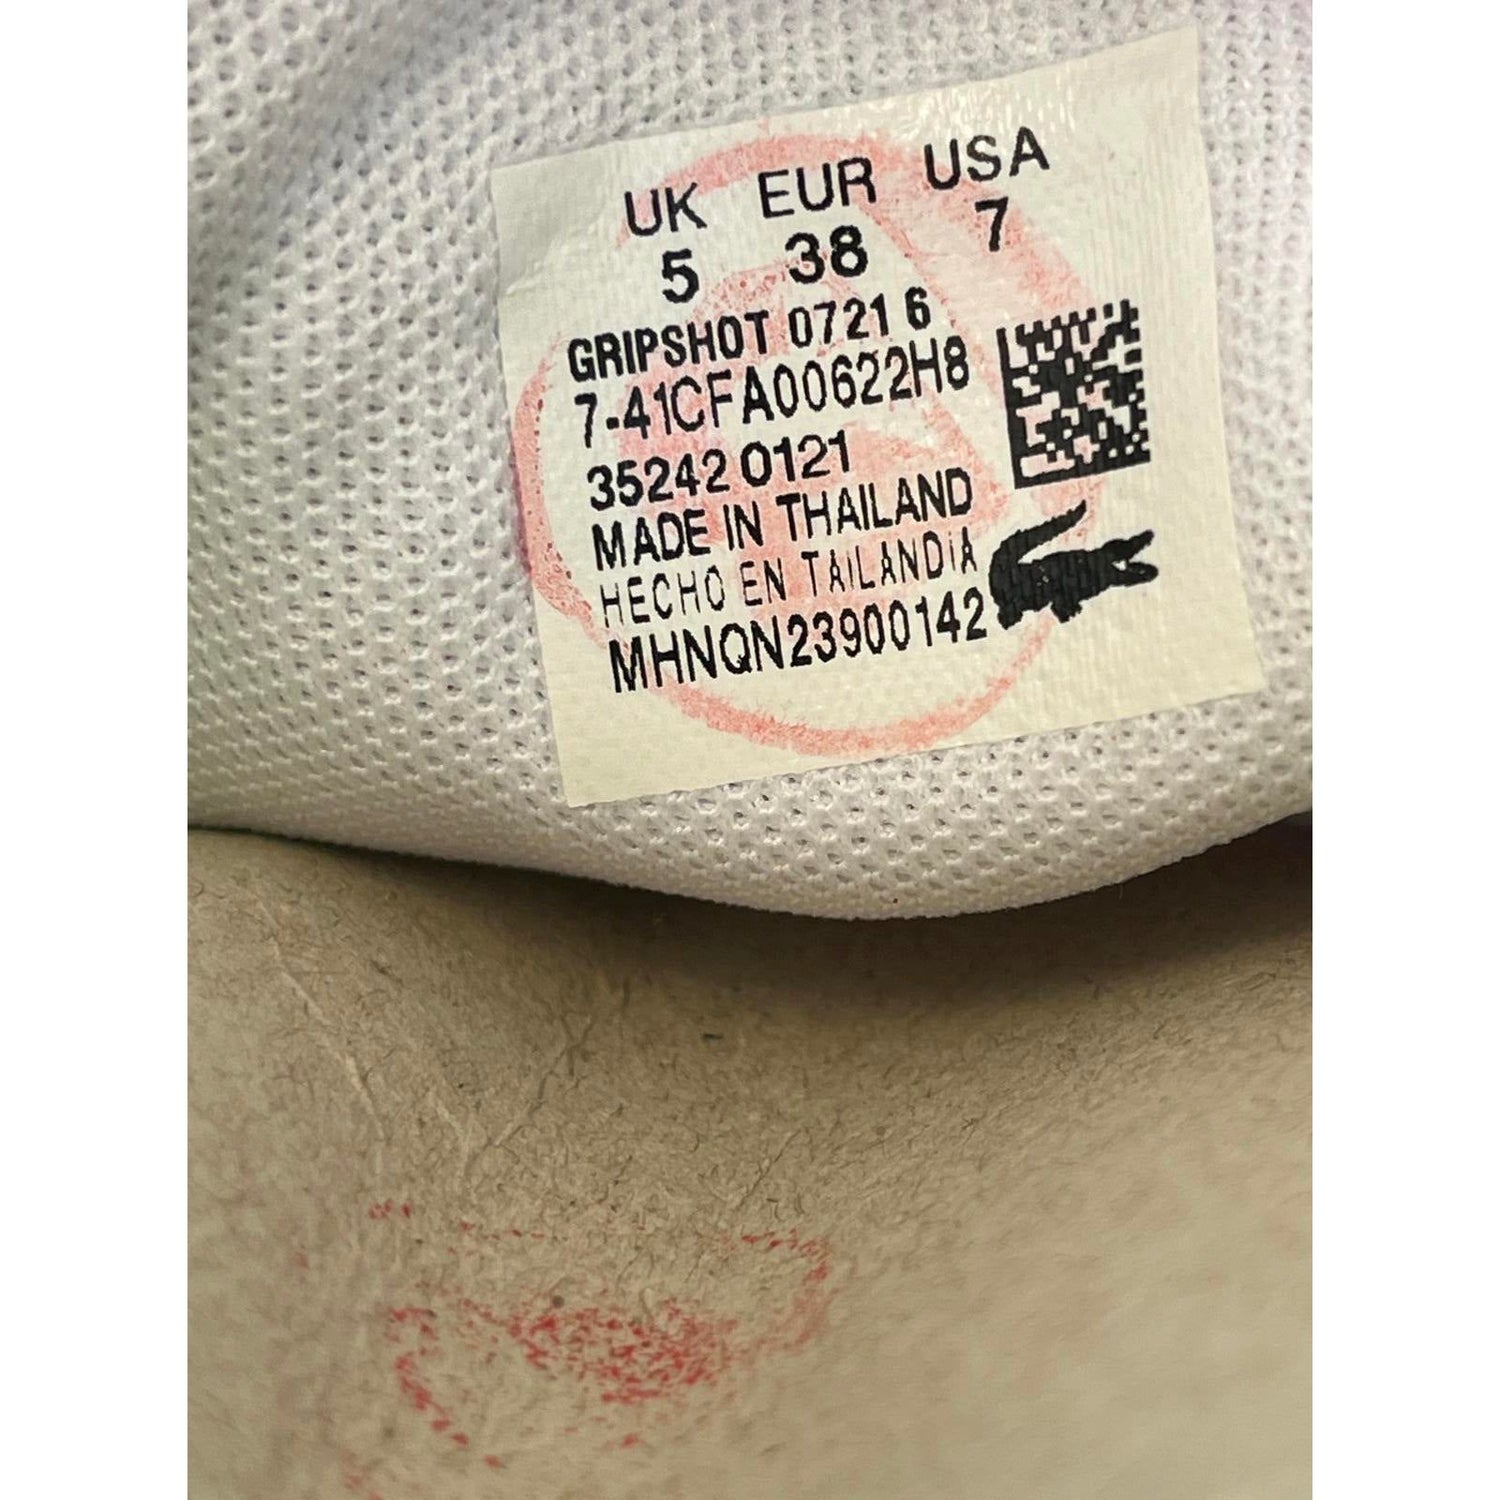 UK EUR USA
5 38 7
GRIPSHOT 0721 6
7-41CFA00622H8
35242 0121
MADE IN THAILAND
HECHO EN TAILANDIA
MHNQN23900142